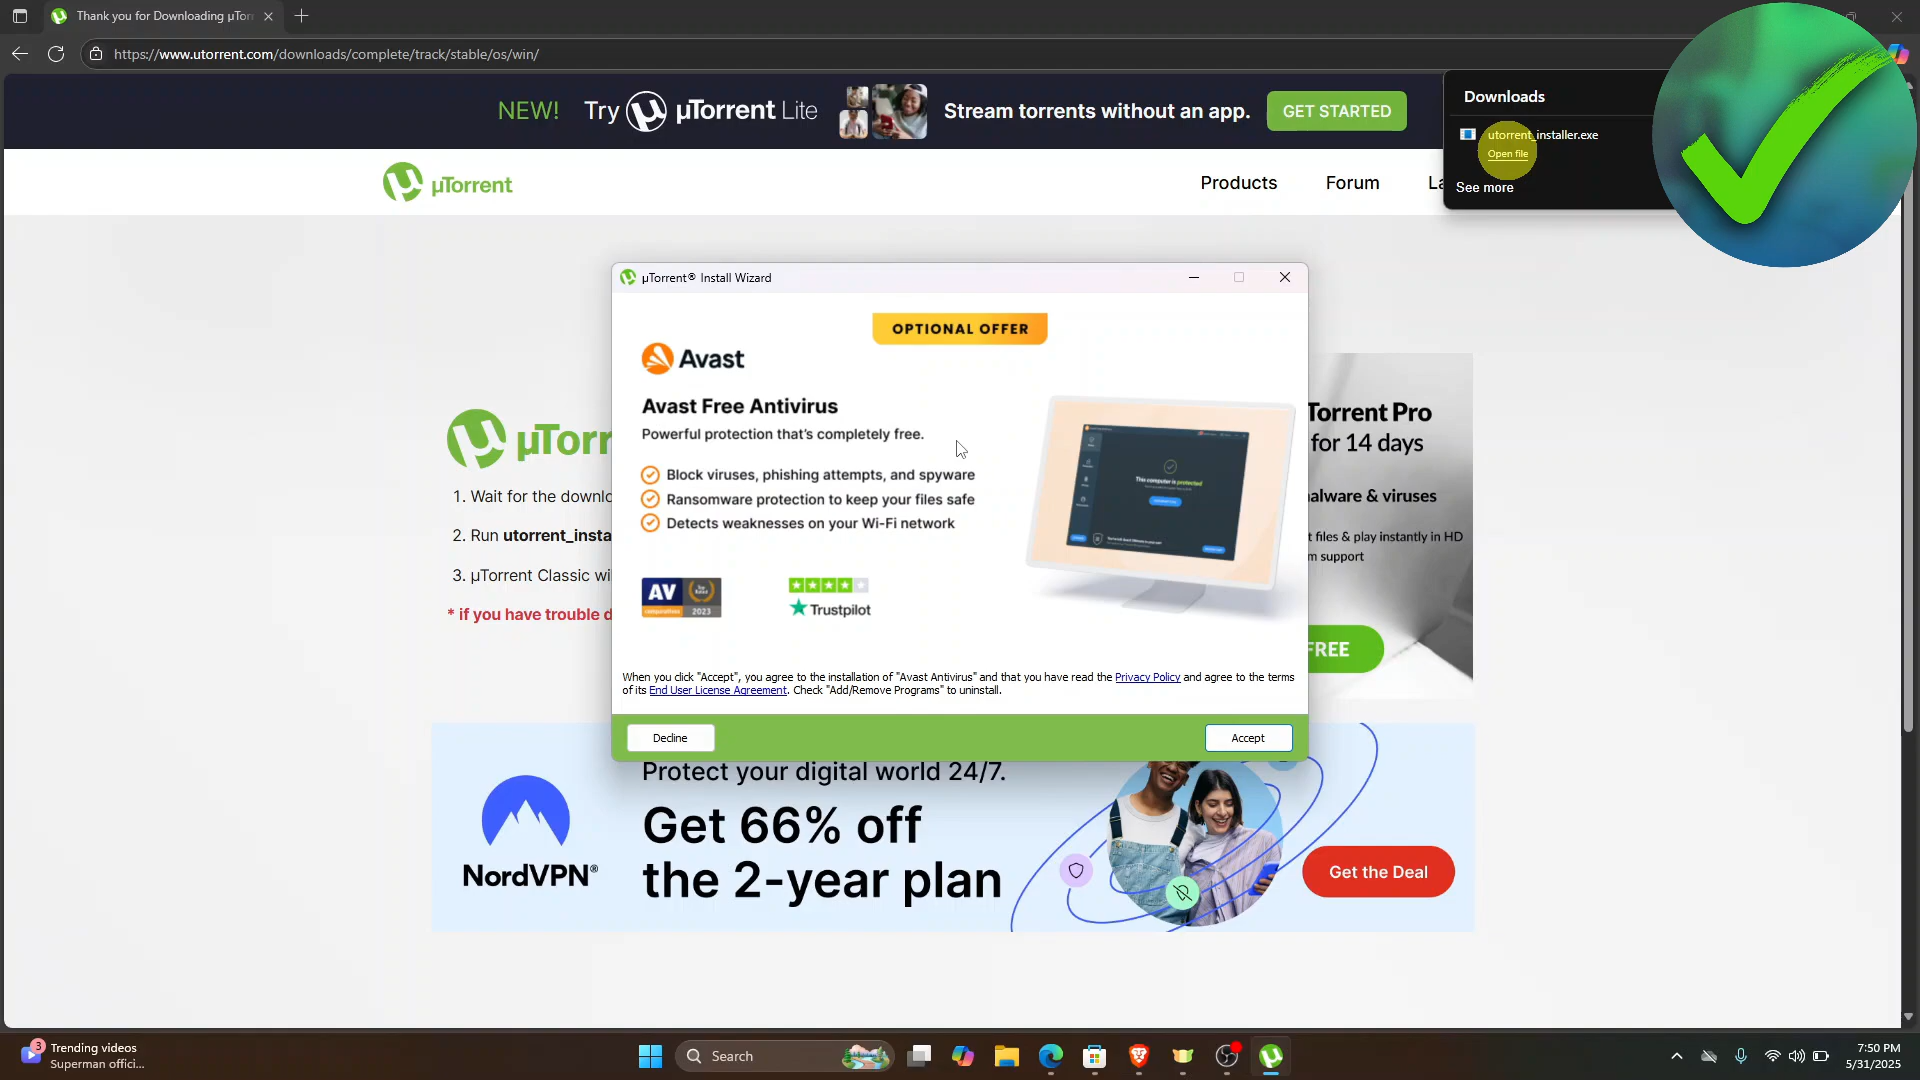 Thank you for Downloading µTor
https://www.utorrent.com/downloads/complete/track/stable/os/win/
NEW! Try µTorrent Lite
Stream torrents without an app.
GET STARTED
Downloads
utorrent_installer.exe
Open file
See more
µTorrent
Products
Forum
La
µTorrent® Install Wizard
OPTIONAL OFFER
Avast
Avast Free Antivirus
Powerful protection that's completely free.
Block viruses, phishing attempts, and spyware
Ransomware protection to keep your files safe
Detects weaknesses on your Wi-Fi network
AV
2023
Trustpilot
This computer is protected
When you click "Accept", you agree to the installation of "Avast Antivirus" and that you have read the Privacy Policy and agree to the terms
of its End User License Agreement. Check "Add/Remove Programs" to uninstall.
Decline
Accept
µTorr
1. Wait for the downlo
2. Run utorrent_insta
3. µTorrent Classic wi
* if you have trouble d
Torrent Pro
for 14 days
alware & viruses
t files & play instantly in HD
m support
FREE
NordVPN®
Protect your digital world 24/7.
Get 66% off
the 2-year plan
Get the Deal
3
Trending videos
Superman offici...
Search
7:50 PM
5/31/2025